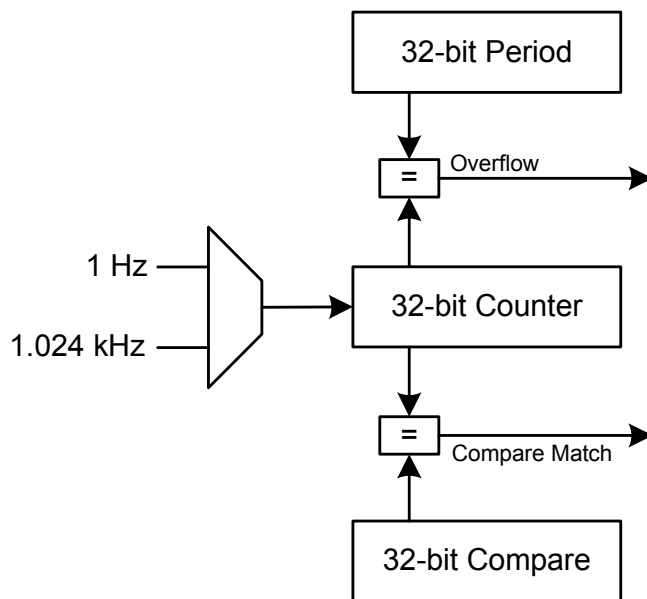 32-bit Period
=
Overflow
1 Hz
32-bit Counter
1.024 kHz
=
Compare Match
32-bit Compare